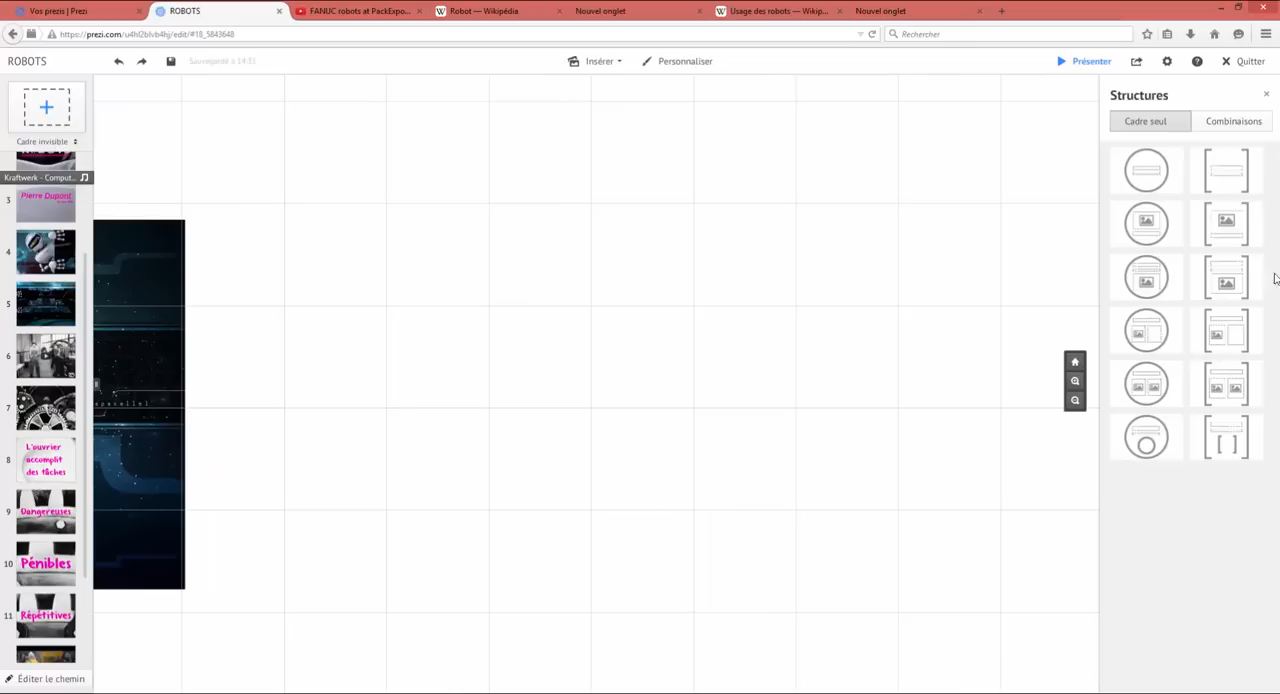 Vos prezis | Prezi
ROBOTS
FANUC robots at PackExpo...
Robot — Wikipédia
Nouvel onglet
Usage des robots — Wikip...
Nouvel onglet
https://prezi.com/u4hl2blvb4hj/edit/#18_5843648
Rechercher
ROBOTS
Sauvegardé à 14:33
Insérer
Personnaliser
Présenter
Quitter
Cadre invisible
Kraftwerk - Comput...
3
Pierre Dupont
4
5
6
7
8
L'ouvrier
accomplit
des tâches
9
Dangereuses
10
Pénibles
11
Répétitives
Éditer le chemin
Structures
Cadre seul
Combinaisons